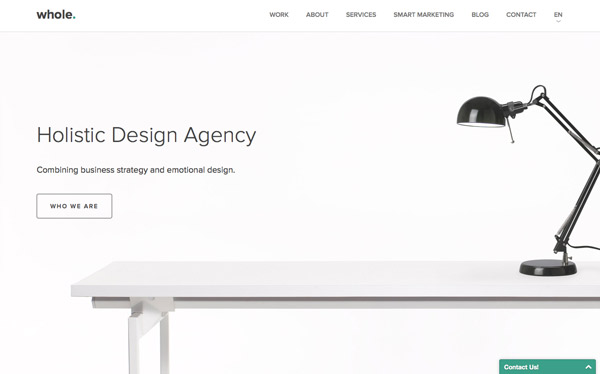 whole.
WORK ABOUT SERVICES SMART MARKETING BLOG CONTACT EN
Holistic Design Agency
Combining business strategy and emotional design.
WHO WE ARE
Contact Us!